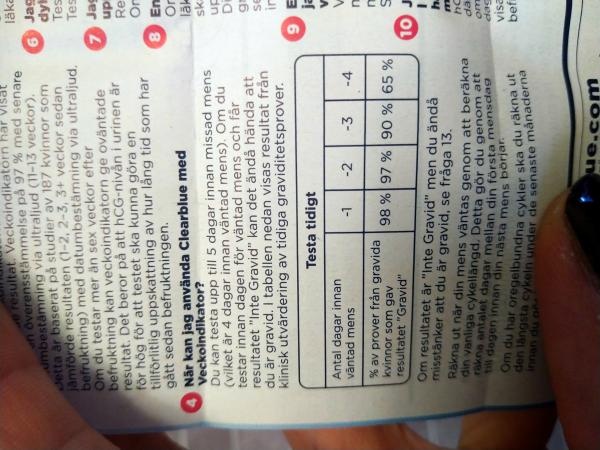 resultat. Veckoindikatorn har visat
överensstämmelse på 97 % med senare
datumbestämning via ultraljud (11-13 veckor).
Detta är baserat på studier av 187 kvinnor som
jämförde resultaten (1-2, 2-3, 3+ veckor sedan
befruktning) med datumbestämning via ultraljud.
Om du testar mer än sex veckor efter
befruktning kan veckoindikatorn ge oväntade
resultat. Det beror på att hCG-nivån i urinen är
för hög för att testet ska kunna göra en
tillförlitlig uppskattning av hur lång tid som har
gått sedan befruktningen.
4 När kan jag använda Clearblue med
Veckoindikator?
Du kan testa upp till 5 dagar innan missad mens
(vilket är 4 dagar innan väntad mens). Om du
testar innan dagen för väntad mens och får
resultatet "Inte Gravid" kan det ändå hända att
du är gravid. I tabellen nedan visas resultat från
klinisk utvärdering av tidiga graviditetsprover.
Testa tidigt
Antal dagar innan väntad mens -1 -2 -3 -4
% av prover från gravida kvinnor som gav resultatet "Gravid" 98 % 97 % 90 % 65 %
Om resultatet är "Inte Gravid" men du ändå
misstänker att du är gravid, se fråga 13.
Räkna ut när din mens väntas genom att beräkna
din vanliga cykellängd. Detta gör du genom att
räkna antalet dagar mellan din första mensdag
till dagen innan din nästa mens börjar.
Om du har oregelbundna cykler ska du räkna ut
den längsta cykeln under de senaste månaderna
innan du
6
7
8
9
10
ue.com